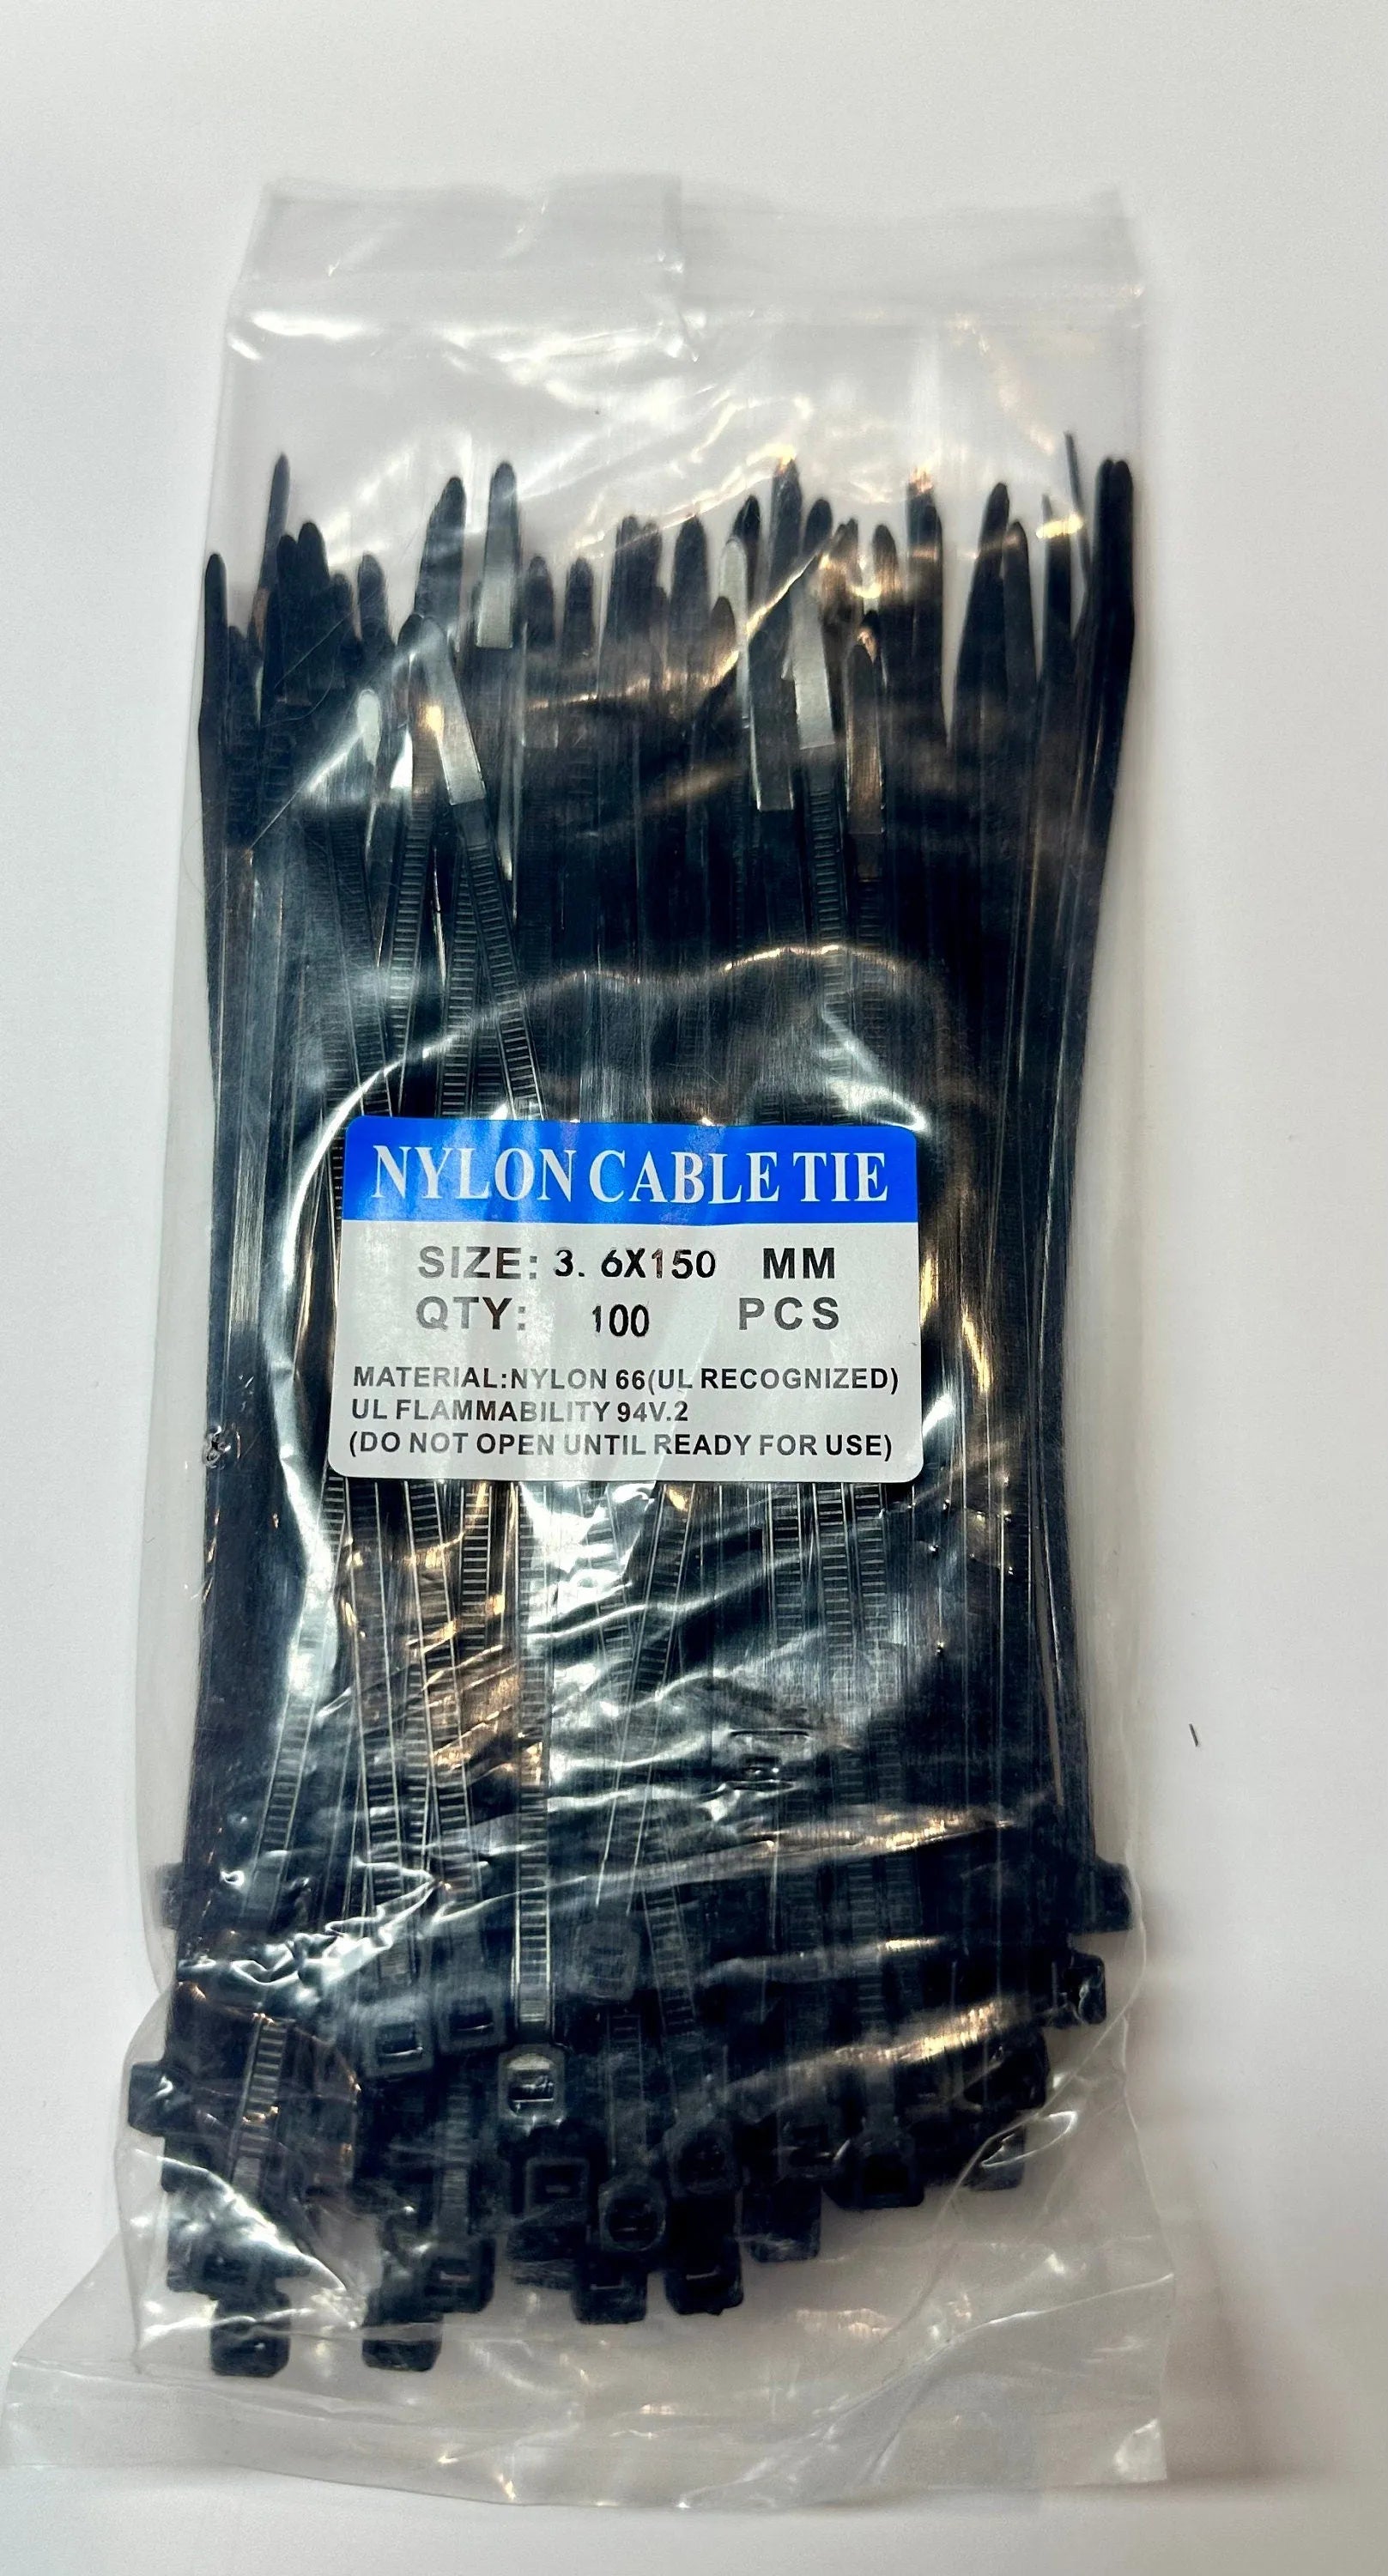 NYLON CABLE TIE
SIZE: 3. 6X150 MM
QTY: 100 PCS
MATERIAL:NYLON 66(UL RECOGNIZED)
UL FLAMMABILITY 94V.2
(DO NOT OPEN UNTIL READY FOR USE)